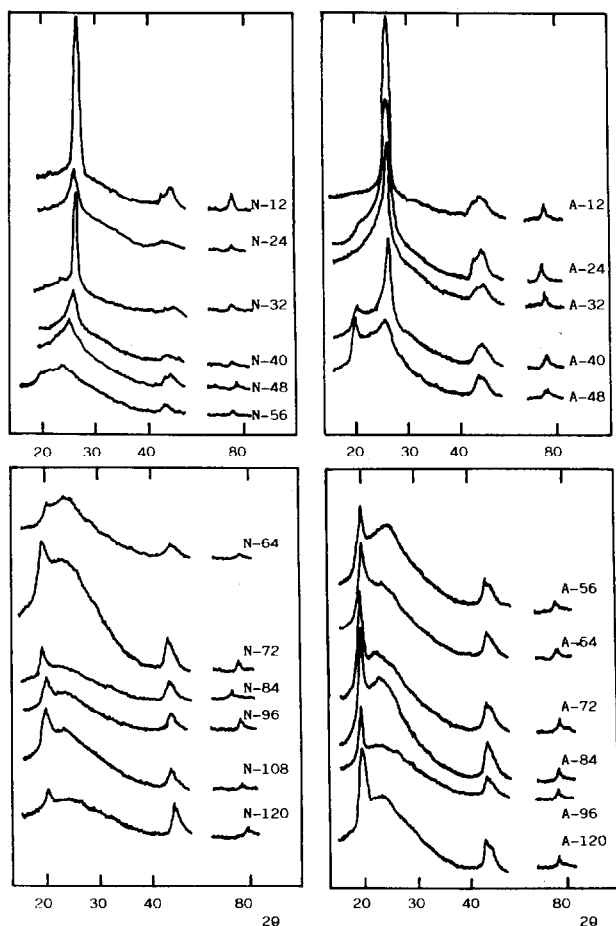 N-12
N-24
N-32
N-40
N-48
N-56
20 30 40 80
A-12
A-24
A-32
A-40
A-48
20 30 40 80
N-64
N-72
N-84
N-96
N-108
N-120
20 30 40 80
2θ
A-56
A-64
A-72
A-84
A-96
A-120
20 30 40 80
2θ